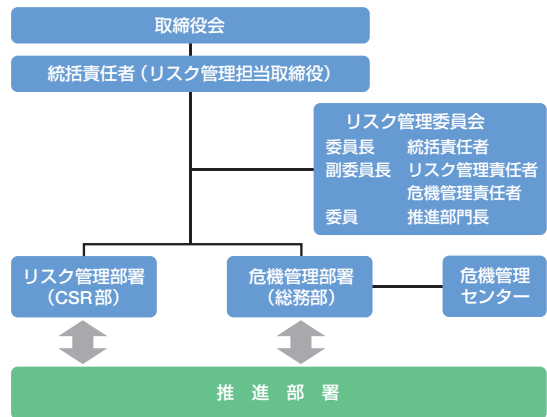 取締役会
統括責任者（リスク管理担当取締役）
リスク管理委員会
委員長　統括責任者
副委員長　リスク管理責任者
危機管理責任者
委員　推進部門長
リスク管理部署
（CSR部）
危機管理部署
（総務部）
危機管理
センター
推 進 部 署